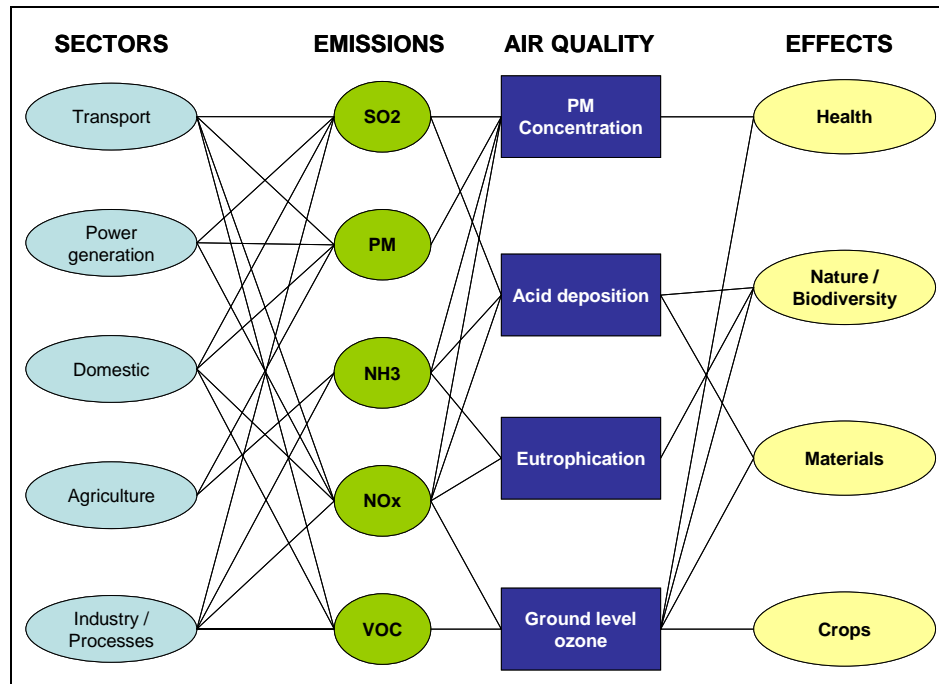 SECTORS
EMISSIONS
AIR QUALITY
EFFECTS
Transport
SO2
PM
Concentration
Health
Power
generation
PM
Acid deposition
Nature /
Biodiversity
Domestic
NH3
Eutrophication
Materials
Agriculture
NOx
Industry /
Processes
VOC
Ground level
ozone
Crops